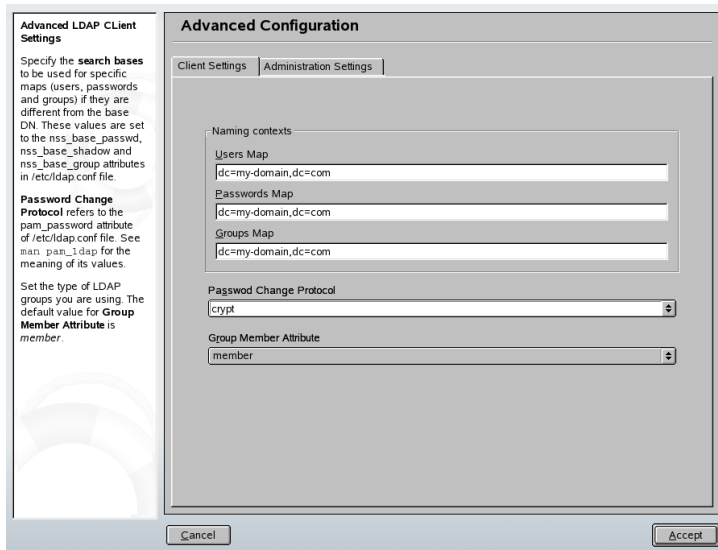 Advanced LDAP CLient
Settings
Specify the search bases
to be used for specific
maps (users, passwords
and groups) if they are
different from the base
DN. These values are set
to the nss_base_passwd,
nss_base_shadow and
nss_base_group attributes
in /etc/ldap.conf file.
Password Change
Protocol refers to the
pam_password attribute
of /etc/ldap.conf file. See
man pam_ldap for the
meaning of its values.
Set the type of LDAP
groups you are using. The
default value for Group
Member Attribute is
member.
Advanced Configuration
Client Settings
Administration Settings
Naming contexts
Users Map
dc=my-domain,dc=com
Passwords Map
dc=my-domain,dc=com
Groups Map
dc=my-domain,dc=com
Passwod Change Protocol
crypt
Group Member Attribute
member
Cancel
Accept